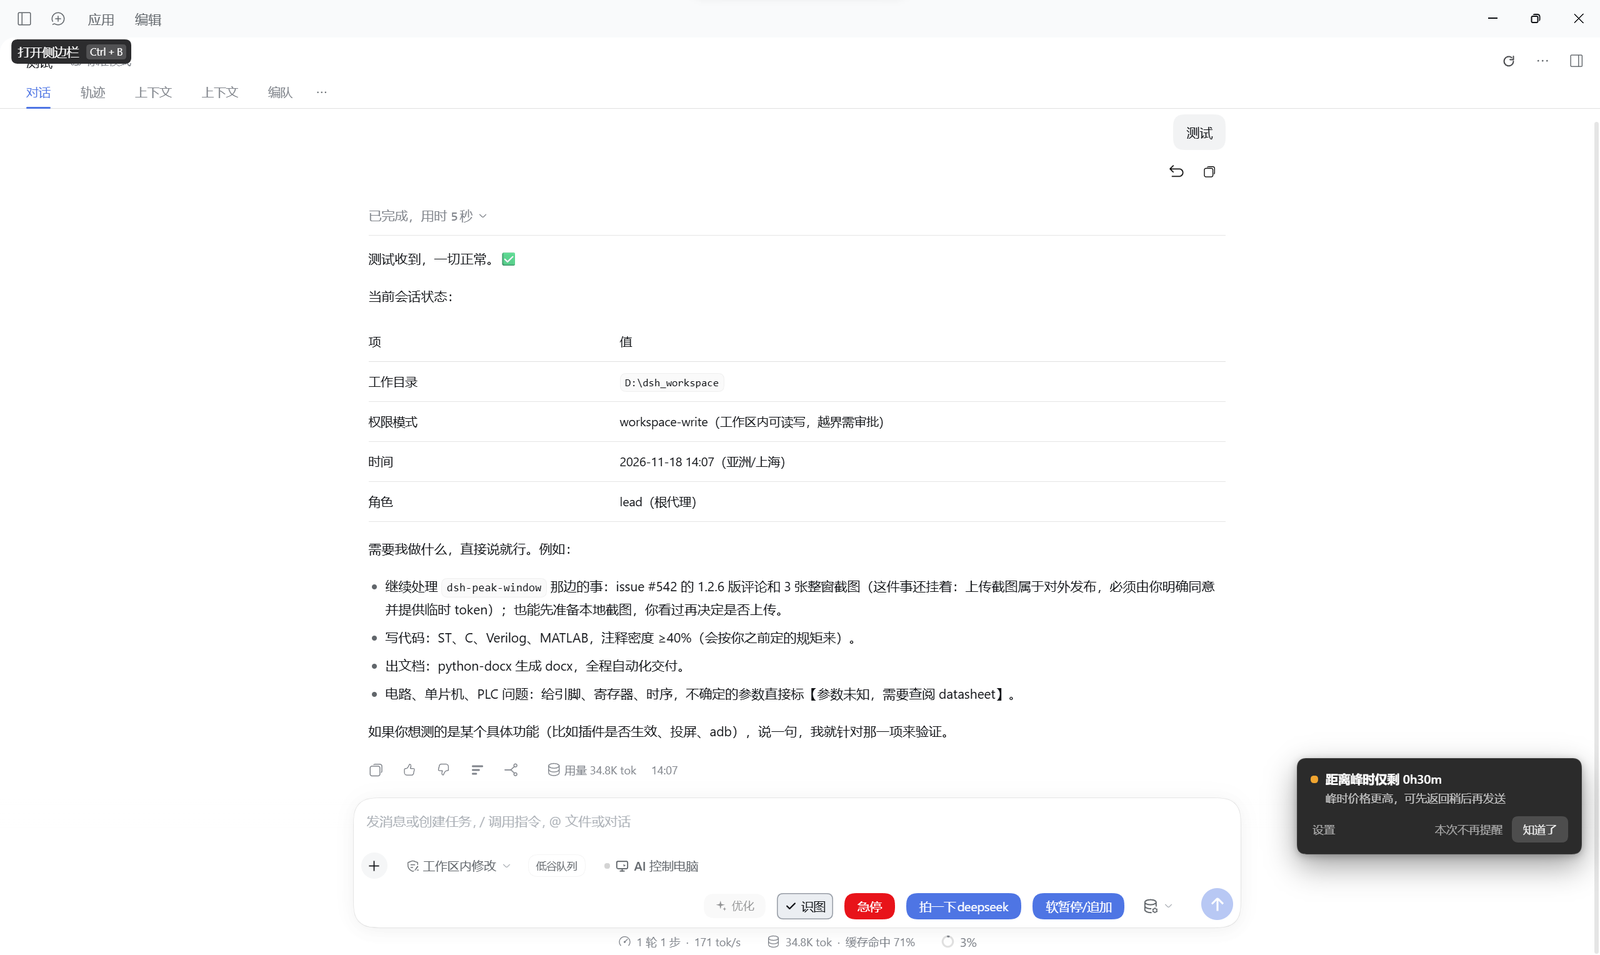 应用 编辑
打开侧边栏 Ctrl + B
测试
对话 轨迹 上下文 上下文 编队 ...
测试
已完成，用时 5 秒
测试收到，一切正常。✅
当前会话状态：
项 值
工作目录 D:\dsh_workspace
权限模式 workspace-write（工作区内可读写，越界需审批）
时间 2026-11-18 14:07（亚洲/上海）
角色 lead（根代理）
需要我做什么，直接说就行。例如：
• 继续处理 dsh-peak-window 那边的事：issue #542 的 1.2.6 版评论和 3 张整窗截图（这件事还挂着：上传截图属于对外发布，必须由你明确同意
并提供临时 token）；也能先准备本地截图，你看过再决定是否上传。
• 写代码：ST、C、Verilog、MATLAB，注释密度 ≥40%（会按你之前定的规矩来）。
• 出文档：python-docx 生成 docx，全程自动化交付。
• 电路、单片机、PLC 问题：给引脚、寄存器、时序，不确定的参数直接标【参数未知，需要查阅 datasheet】。
如果你想测的是某个具体功能（比如插件是否生效、投屏、adb），说一句，我就针对那一项来验证。
用量 34.8K tok 14:07
距离峰时仅剩 0h30m
峰时价格更高，可先返回稍后再发送
设置 本次不再提醒 知道了
发消息或创建任务, / 调用指令, @ 文件或对话
工作区内修改 低谷队列 AI 控制电脑
优化 识图 急停 拍一下deepseek 软暂停/追加
1 轮 1 步 · 171 tok/s 34.8K tok · 缓存命中 71% 3%